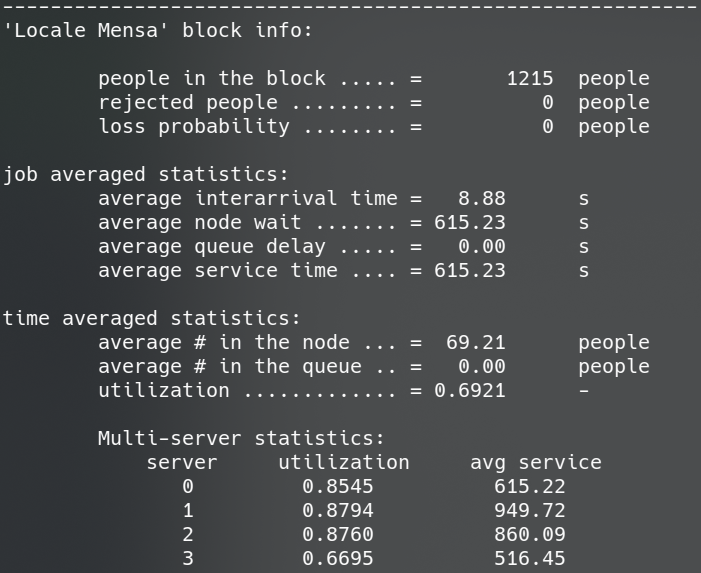 ----------------------------------------------------------
'Locale Mensa' block info:
people in the block ..... = 1215 people
rejected people ......... = 0 people
loss probability ........ = 0 people
job averaged statistics:
average interarrival time = 8.88 s
average node wait ....... = 615.23 s
average queue delay ..... = 0.00 s
average service time .... = 615.23 s
time averaged statistics:
average # in the node ... = 69.21 people
average # in the queue .. = 0.00 people
utilization ............. = 0.6921 -
Multi-server statistics:
server utilization avg service
0 0.8545 615.22
1 0.8794 949.72
2 0.8760 860.09
3 0.6695 516.45